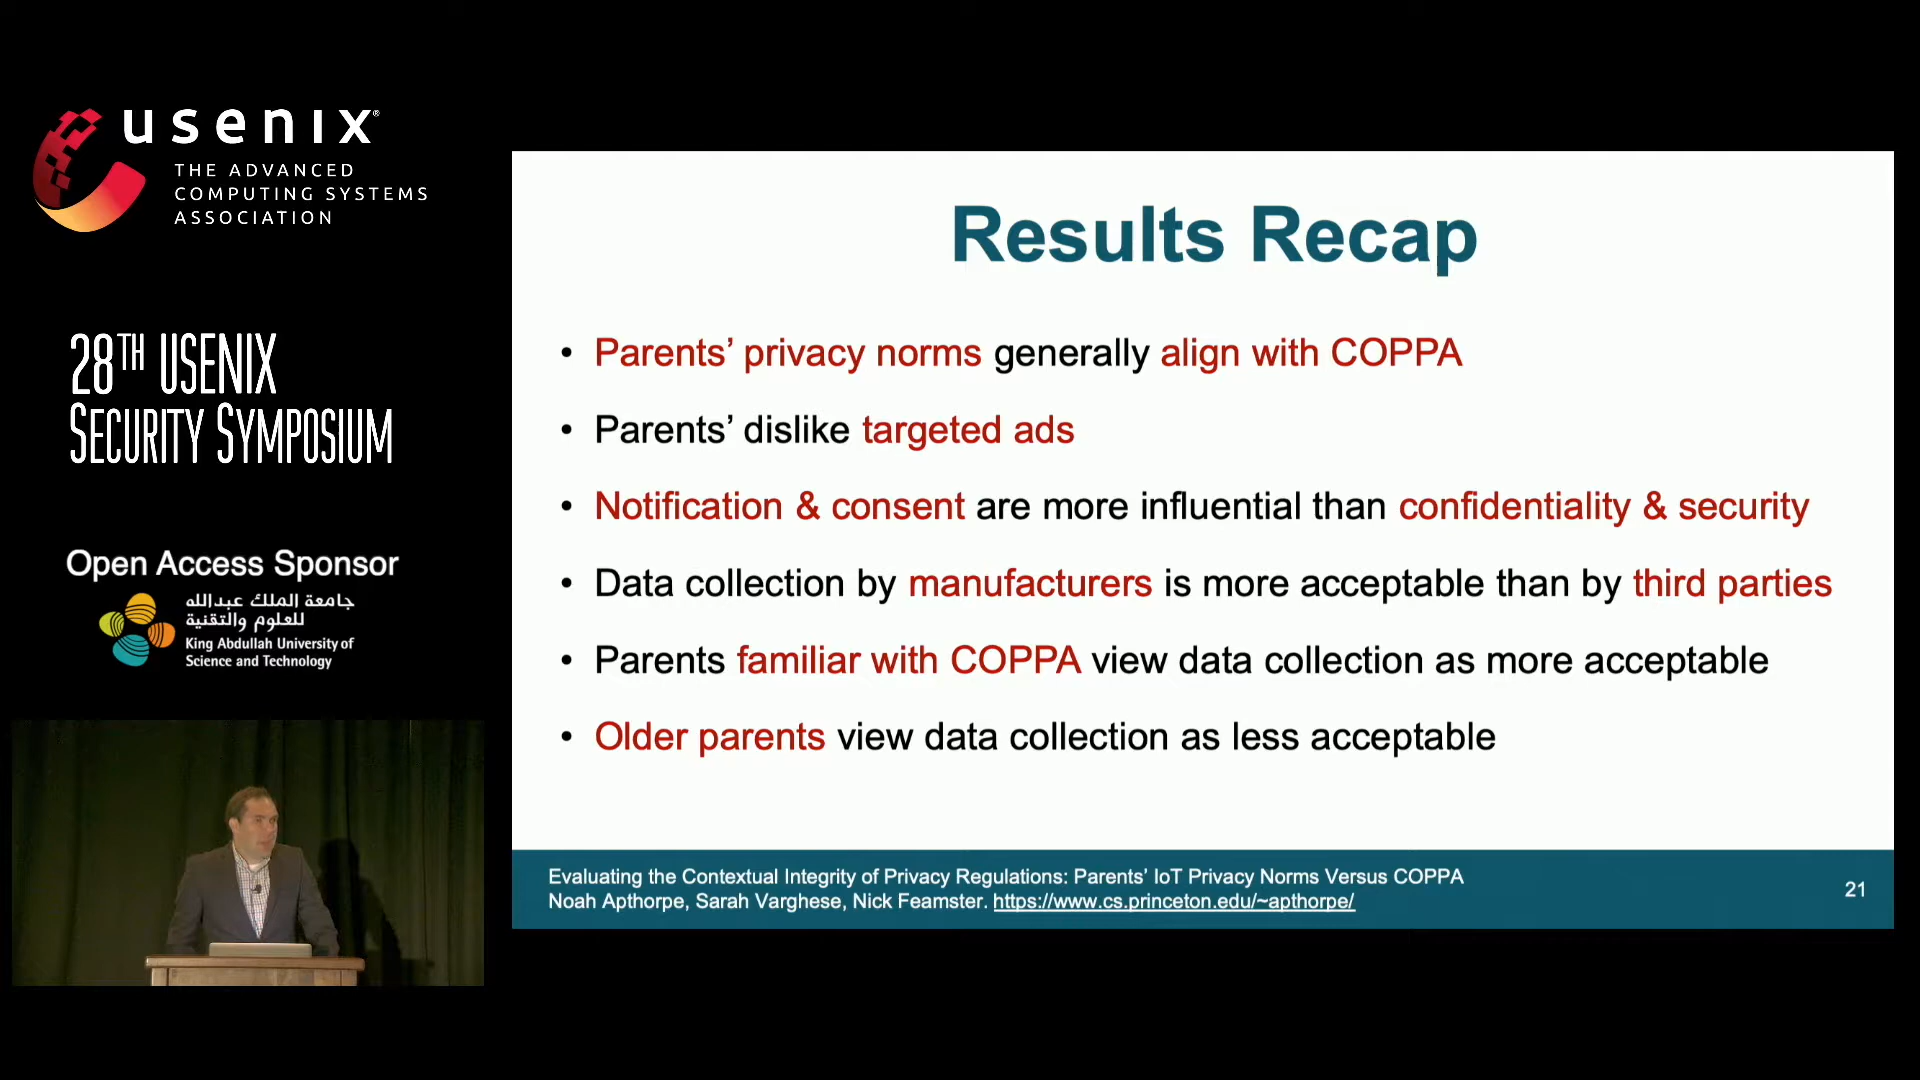 usenix®
THE ADVANCED
COMPUTING SYSTEMS
ASSOCIATION
28TH USENIX
SECURITY SYMPOSIUM
Open Access Sponsor
جامعة الملك عبدالله
للعلوم والتقنية
King Abdullah University of
Science and Technology
Results Recap
• Parents’ privacy norms generally align with COPPA
• Parents’ dislike targeted ads
• Notification & consent are more influential than confidentiality & security
• Data collection by manufacturers is more acceptable than by third parties
• Parents familiar with COPPA view data collection as more acceptable
• Older parents view data collection as less acceptable
Evaluating the Contextual Integrity of Privacy Regulations: Parents’ IoT Privacy Norms Versus COPPA
Noah Apthorpe, Sarah Varghese, Nick Feamster. https://www.cs.princeton.edu/~apthorpe/
21